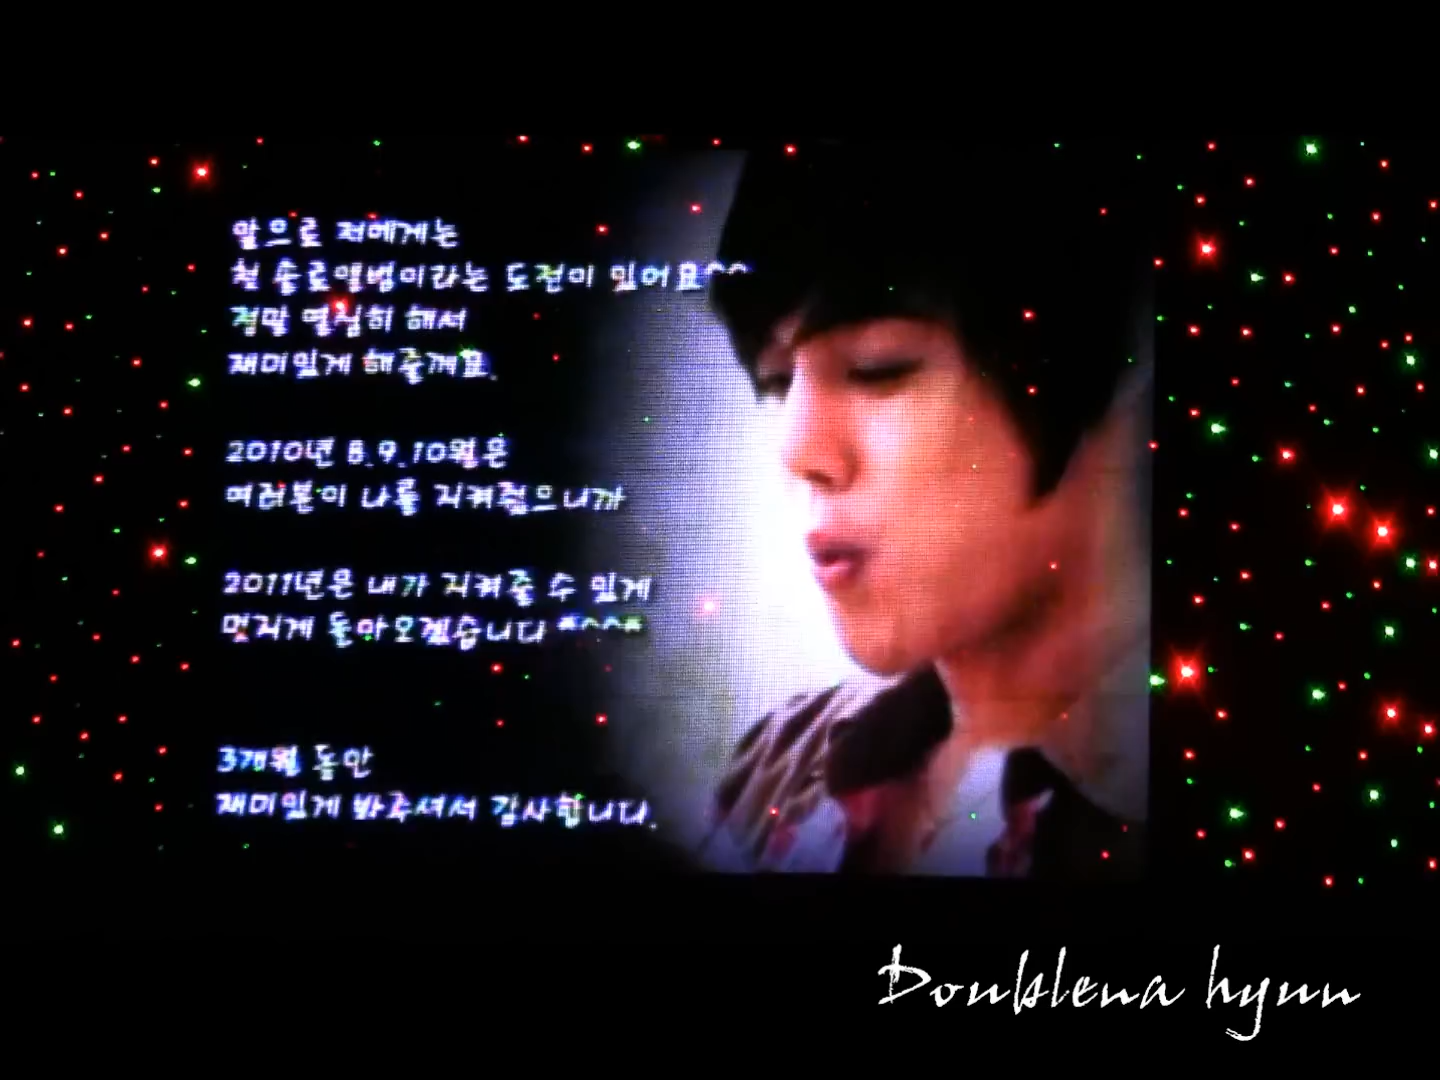 앞으로 저에게는
첫 솔로앨범이라는 도전이 있어요^^
정말 열심히 해서
재미있게 해줄께요.
2010년 8.9.10월은
여러분이 나를 지켜줬으니까
2011년은 내가 지켜줄 수 있게
멋지게 돌아오겠습니다 *^^^*
3개월 동안
재미있게 봐주셔서 감사합니다.
Doublena hyun